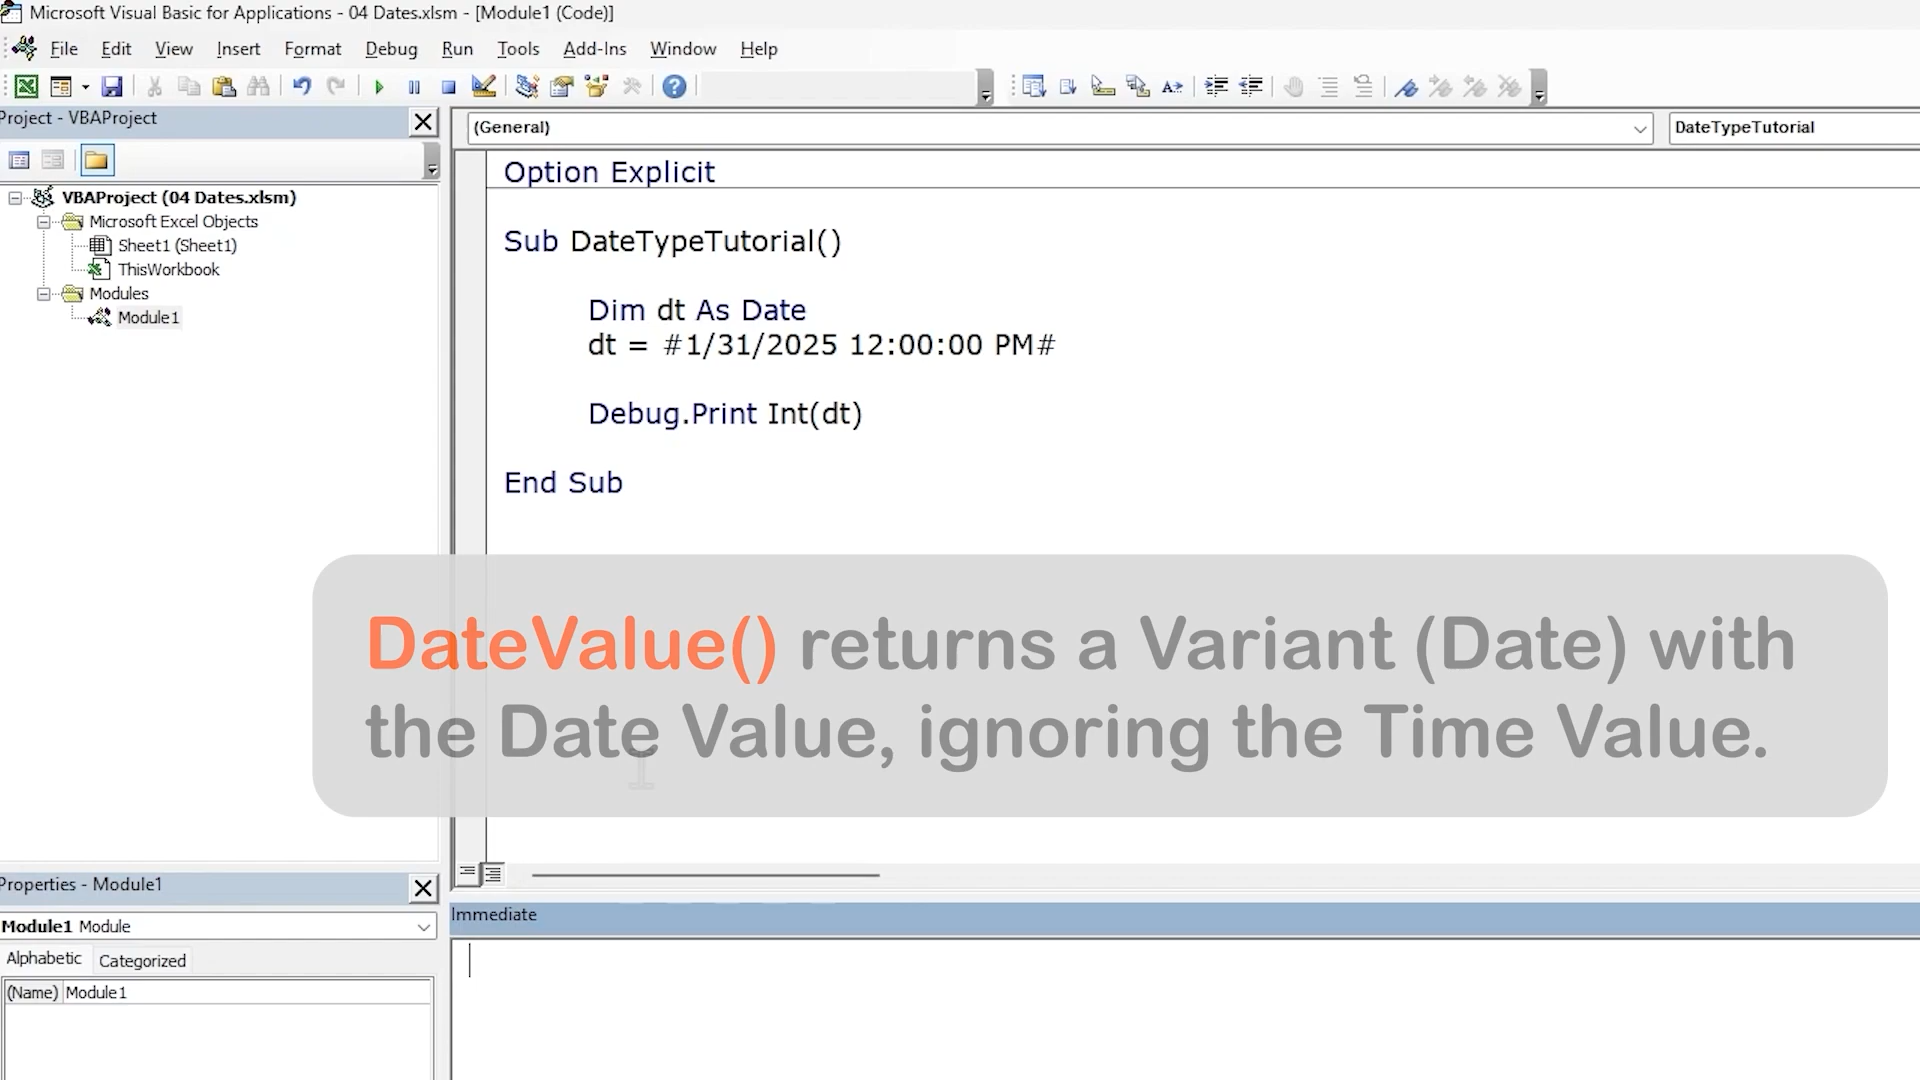 Microsoft Visual Basic for Applications - 04 Dates.xlsm - [Module1 (Code)]
File Edit View Insert Format Debug Run Tools Add-Ins Window Help
Project - VBAProject
(General)
DateTypeTutorial
VBAProject (04 Dates.xlsm)
Microsoft Excel Objects
Sheet1 (Sheet1)
ThisWorkbook
Modules
Module1
Option Explicit
Sub DateTypeTutorial()
Dim dt As Date
dt = #1/31/2025 12:00:00 PM#
Debug.Print Int(dt)
End Sub
DateValue() returns a Variant (Date) with
the Date Value, ignoring the Time Value.
Properties - Module1
Module1 Module
Alphabetic Categorized
(Name) Module1
Immediate